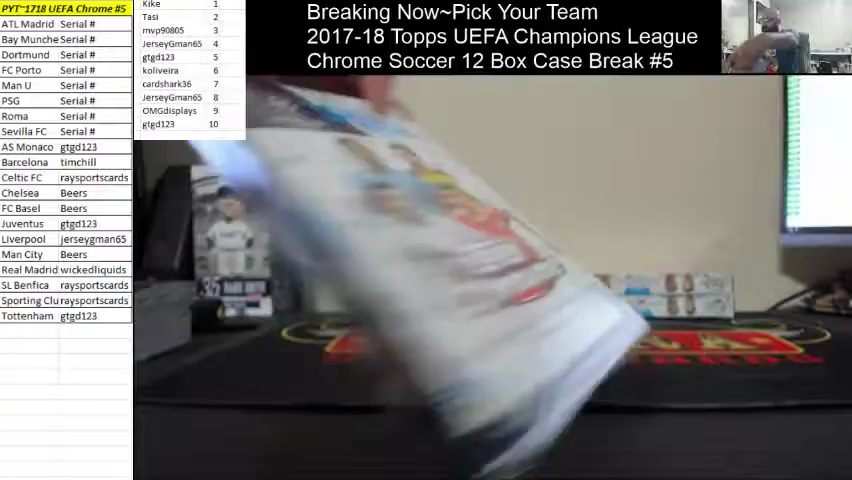 PYT~1718 UEFA Chrome #5
ATL Madrid Serial #
Bay Munche Serial #
Dortmund Serial #
FC Porto Serial #
Man U Serial #
PSG Serial #
Roma Serial #
Sevilla FC Serial #
AS Monaco gtgd123
Barcelona timchill
Celtic FC raysportscards
Chelsea Beers
FC Basel Beers
Juventus gtgd123
Liverpool jerseygman65
Man City Beers
Real Madrid wickedliquids
SL Benfica raysportscards
Sporting Clu raysportscards
Tottenham gtgd123
Kike 1
Tasi 2
mvp90805 3
JerseyGman65 4
gtgd123 5
koliveira 6
cardshark36 7
JerseyGman65 8
OMGdisplays 9
gtgd123 10
Breaking Now~Pick Your Team
2017-18 Topps UEFA Champions League
Chrome Soccer 12 Box Case Break #5
35